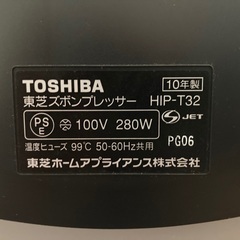 TOSHIBA 10年製
東芝ズボンプレッサー HIP-T32
PSE 100V 280W S JET
PG06
温度ヒューズ 99℃ 50-60Hz共用
東芝ホームアプライアンス株式会社